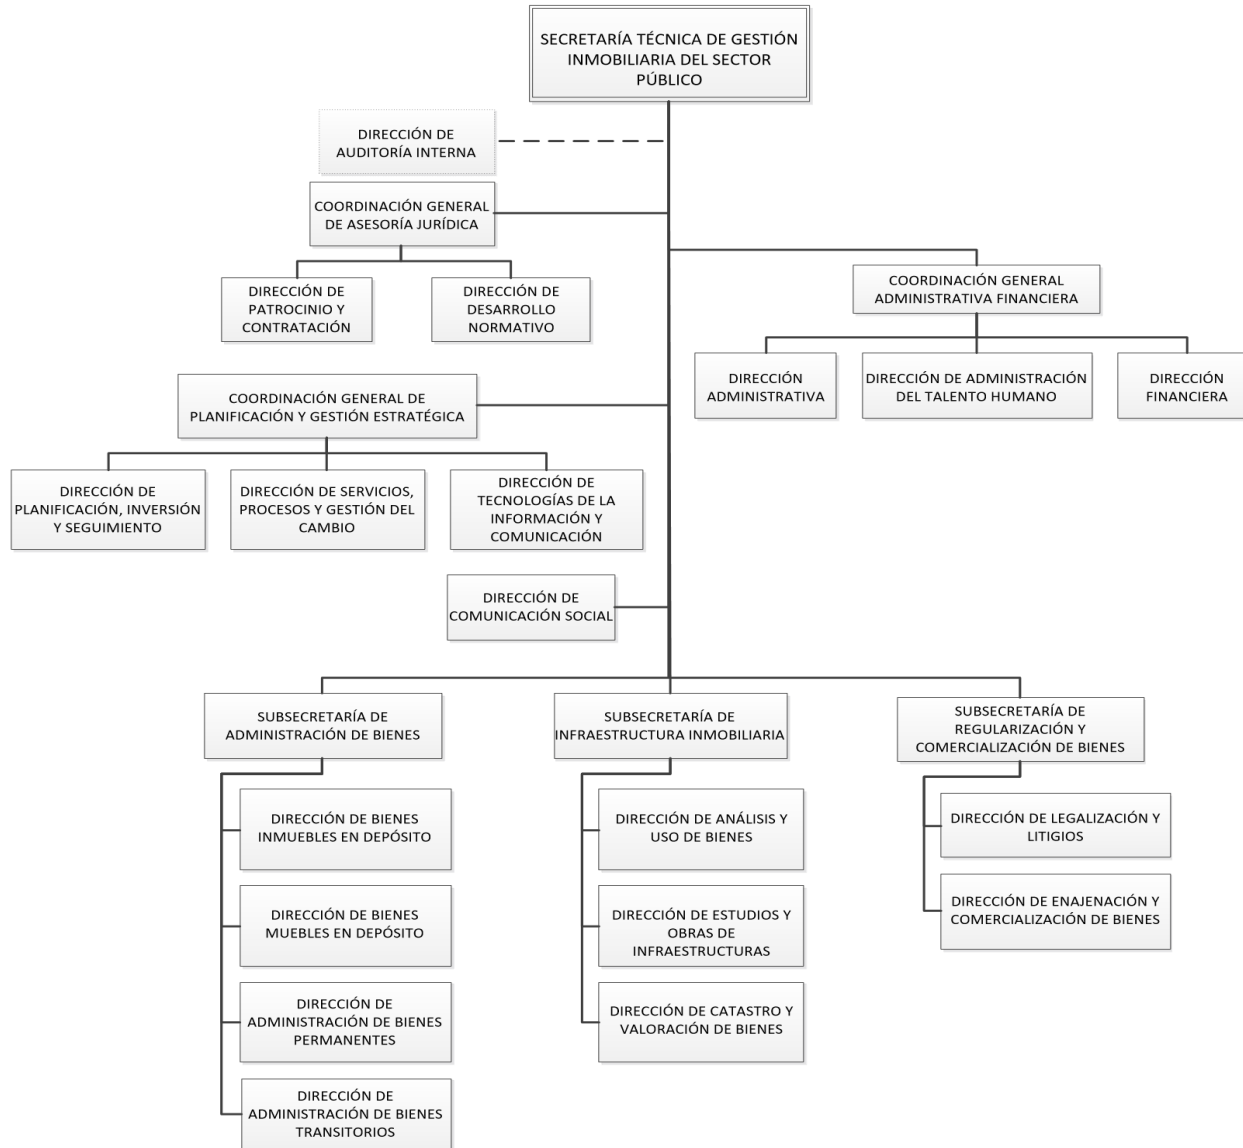 SECRETARÍA TÉCNICA DE GESTIÓN
INMOBILIARIA DEL SECTOR
PÚBLICO
DIRECCIÓN DE
AUDITORÍA INTERNA
COORDINACIÓN GENERAL
DE ASESORÍA JURÍDICA
DIRECCIÓN DE
PATROCINIO Y
CONTRATACIÓN
DIRECCIÓN DE
DESARROLLO
NORMATIVO
COORDINACIÓN GENERAL
ADMINISTRATIVA FINANCIERA
DIRECCIÓN
ADMINISTRATIVA
DIRECCIÓN DE ADMINISTRACIÓN
DEL TALENTO HUMANO
DIRECCIÓN
FINANCIERA
COORDINACIÓN GENERAL DE
PLANIFICACIÓN Y GESTIÓN ESTRATÉGICA
DIRECCIÓN DE
PLANIFICACIÓN, INVERSIÓN
Y SEGUIMIENTO
DIRECCIÓN DE SERVICIOS,
PROCESOS Y GESTIÓN DEL
CAMBIO
DIRECCIÓN DE
TECNOLOGÍAS DE LA
INFORMACIÓN Y
COMUNICACIÓN
DIRECCIÓN DE
COMUNICACIÓN SOCIAL
SUBSECRETARÍA DE
ADMINISTRACIÓN DE BIENES
DIRECCIÓN DE BIENES
INMUEBLES EN DEPÓSITO
DIRECCIÓN DE BIENES
MUEBLES EN DEPÓSITO
DIRECCIÓN DE
ADMINISTRACIÓN DE BIENES
PERMANENTES
DIRECCIÓN DE
ADMINISTRACIÓN DE BIENES
TRANSITORIOS
SUBSECRETARÍA DE
INFRAESTRUCTURA INMOBILIARIA
DIRECCIÓN DE ANÁLISIS Y
USO DE BIENES
DIRECCIÓN DE ESTUDIOS Y
OBRAS DE
INFRAESTRUCTURAS
DIRECCIÓN DE CATASTRO Y
VALORACIÓN DE BIENES
SUBSECRETARÍA DE
REGULARIZACIÓN Y
COMERCIALIZACIÓN DE BIENES
DIRECCIÓN DE LEGALIZACIÓN Y
LITIGIOS
DIRECCIÓN DE ENAJENACIÓN Y
COMERCIALIZACIÓN DE BIENES